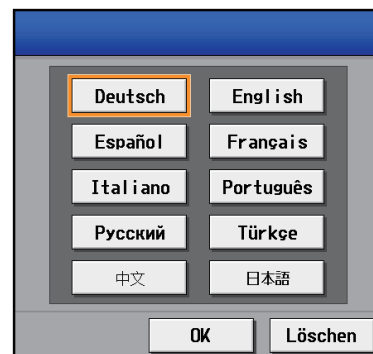 Deutsch English
Español Français
Italiano Português
Русский Türkçe
中文 日本語
OK Löschen